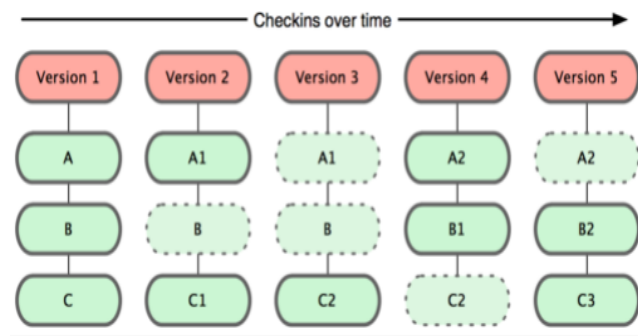 Checkins over time
Version 1 Version 2 Version 3 Version 4 Version 5
A A1 A1 A2 A2
B B B B1 B2
C C1 C2 C2 C3